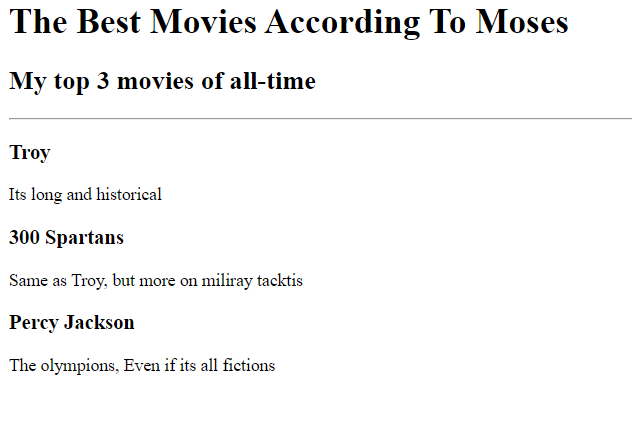 The Best Movies According To Moses
My top 3 movies of all-time
Troy
Its long and historical
300 Spartans
Same as Troy, but more on miliray tacktis
Percy Jackson
The olympions, Even if its all fictions